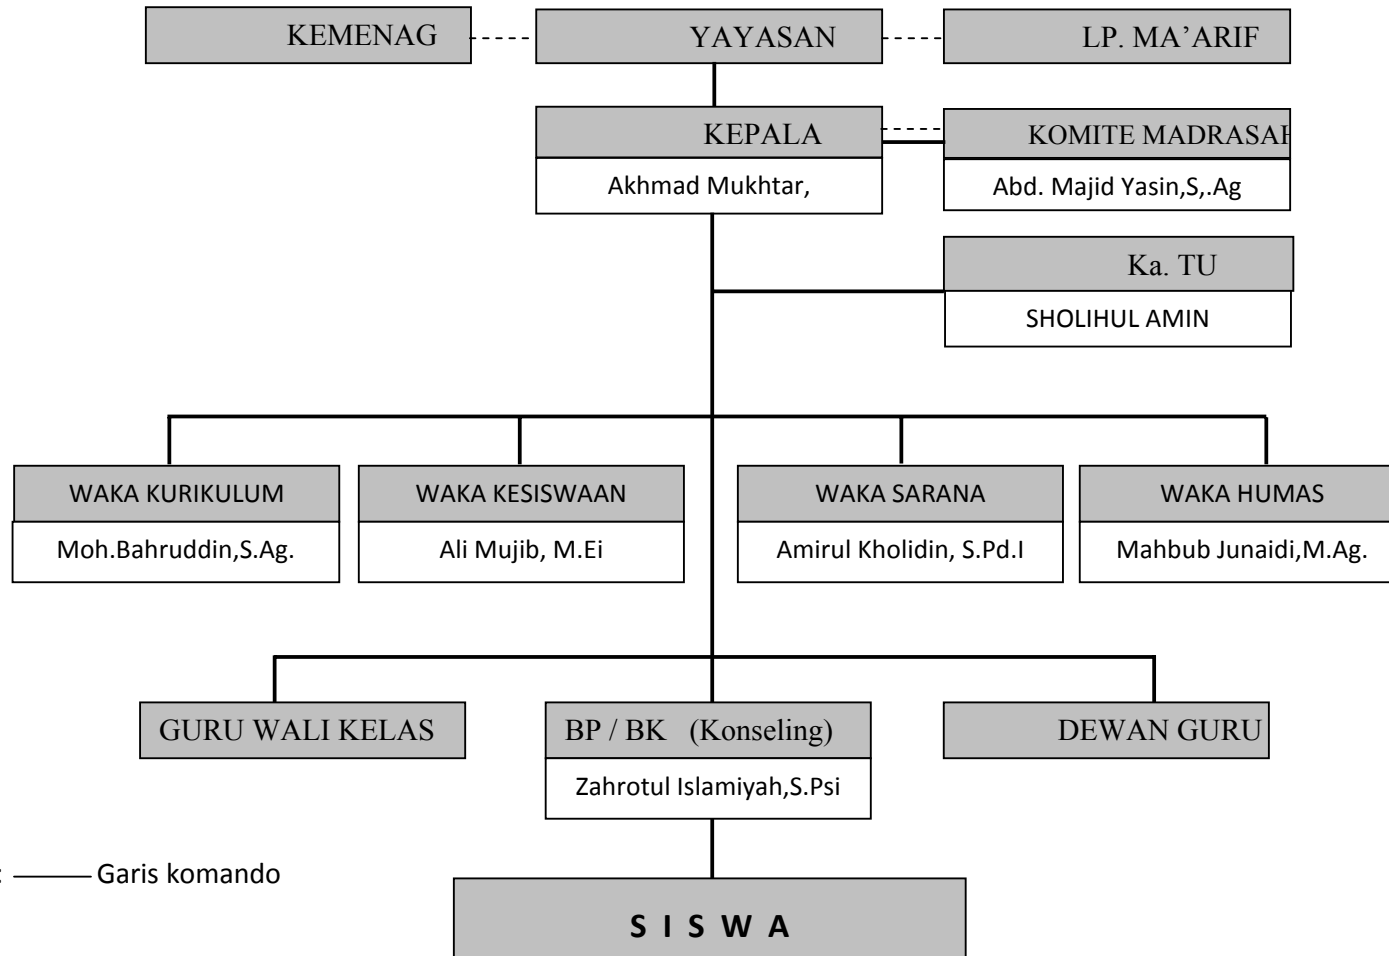 KEMENAG
YAYASAN
LP. MA’ARIF
KEPALA
KOMITE MADRASAH
Akhmad Mukhtar,
Abd. Majid Yasin,S,.Ag
Ka. TU
SHOLIHUL AMIN
WAKA KURIKULUM
WAKA KESISWAAN
WAKA SARANA
WAKA HUMAS
Moh.Bahruddin,S.Ag.
Ali Mujib, M.Ei
Amirul Kholidin, S.Pd.I
Mahbub Junaidi,M.Ag.
GURU WALI KELAS
BP / BK (Konseling)
DEWAN GURU
Zahrotul Islamiyah,S.Psi
: Garis komando
S I S W A